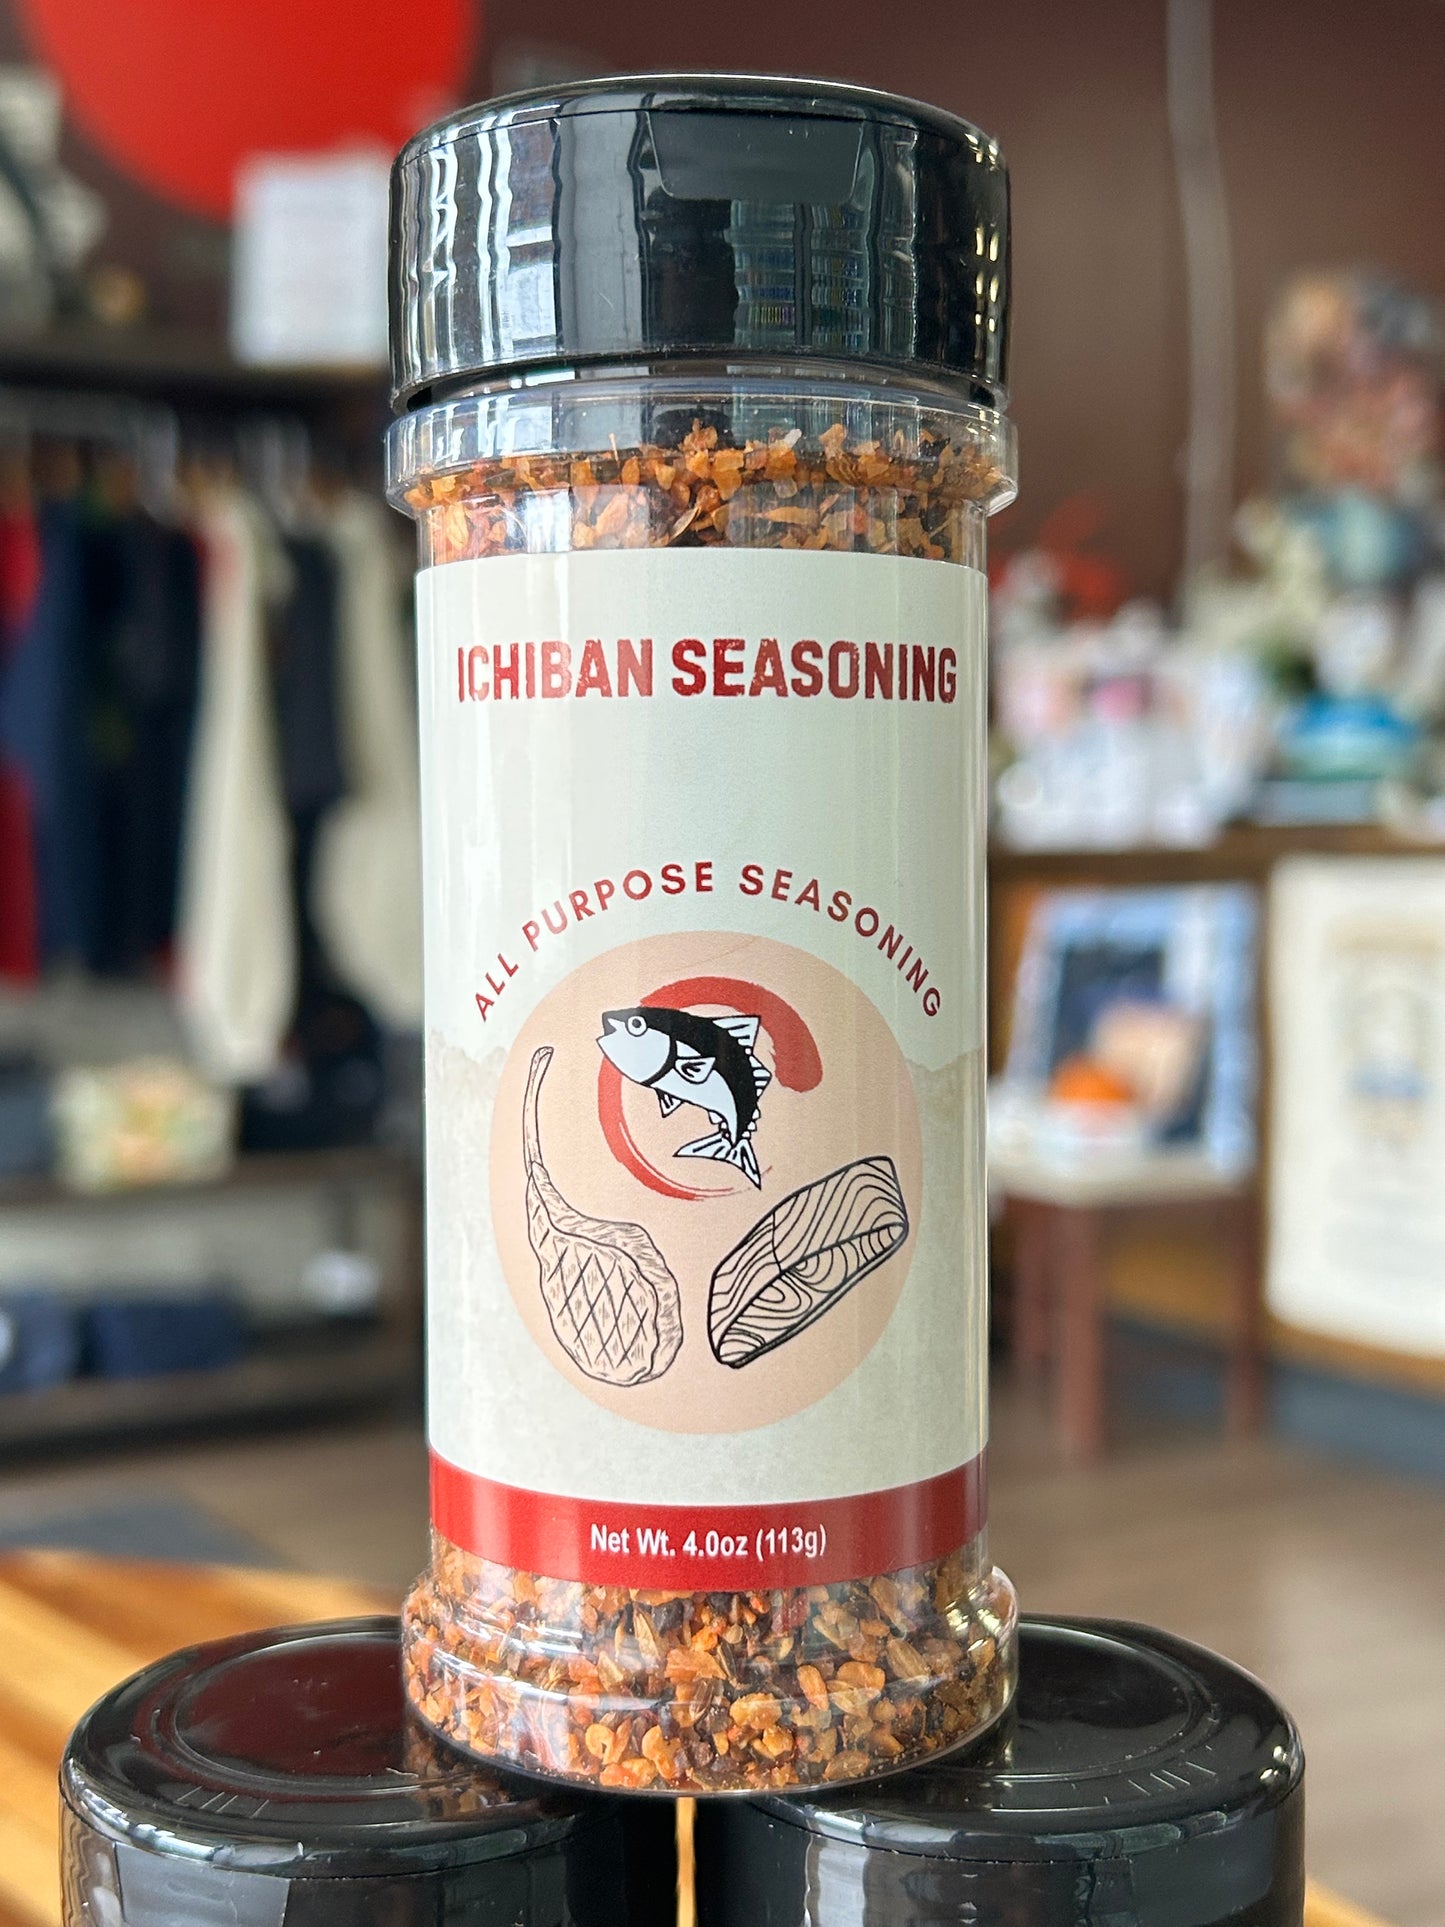 ICHIBAN SEASONING
ALL PURPOSE SEASONING
Net Wt. 4.0oz (113g)